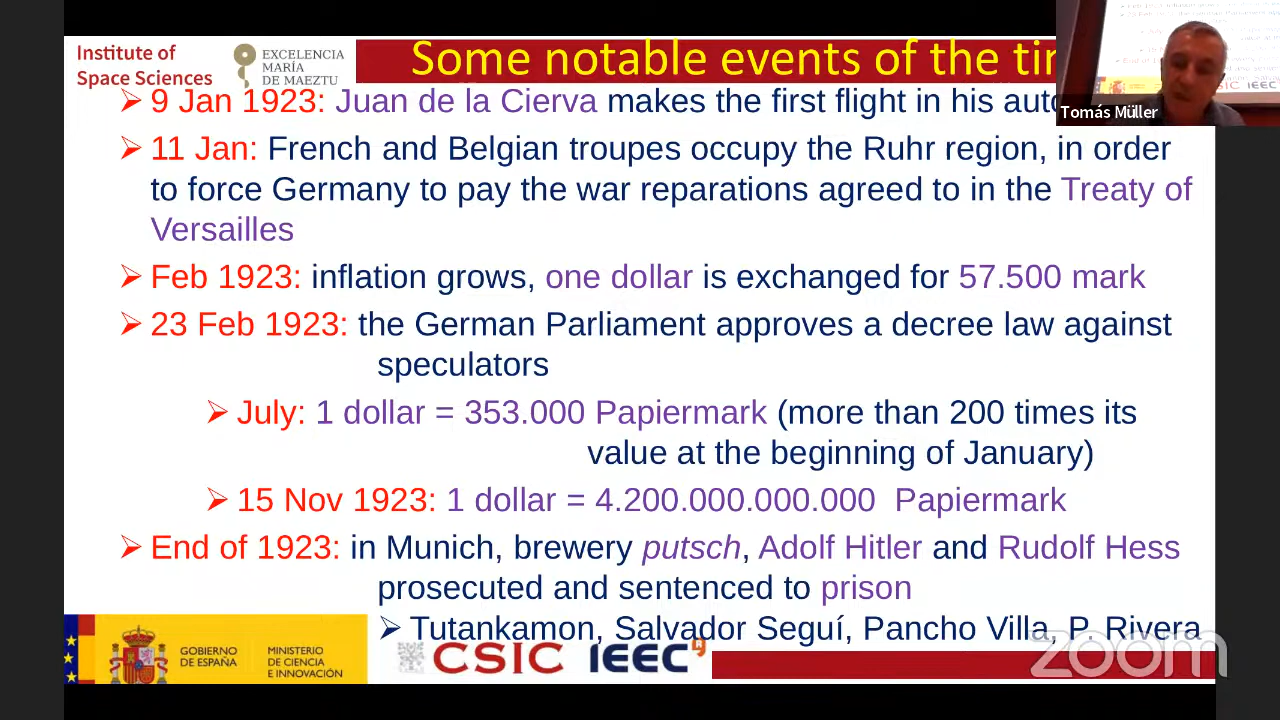 Institute of
Space Sciences
EXCELENCIA
MARÍA
DE MAEZTU
Some notable events of the
Tomás Müller
➢ 9 Jan 1923: Juan de la Cierva makes the first flight in his
➢ 11 Jan: French and Belgian troupes occupy the Ruhr region, in order
to force Germany to pay the war reparations agreed to in the Treaty of
Versailles
➢ Feb 1923: inflation grows, one dollar is exchanged for 57.500 mark
➢ 23 Feb 1923: the German Parliament approves a decree law against
speculators
➢ July: 1 dollar = 353.000 Papiermark (more than 200 times its
value at the beginning of January)
➢ 15 Nov 1923: 1 dollar = 4.200.000.000.000 Papiermark
➢ End of 1923: in Munich, brewery putsch, Adolf Hitler and Rudolf Hess
prosecuted and sentenced to prison
➢ Tutankamon, Salvador Seguí, Pancho Villa, P. Rivera
GOBIERNO
DE ESPAÑA
MINISTERIO
DE CIENCIA
E INNOVACIÓN
CSIC IEEC
zoom